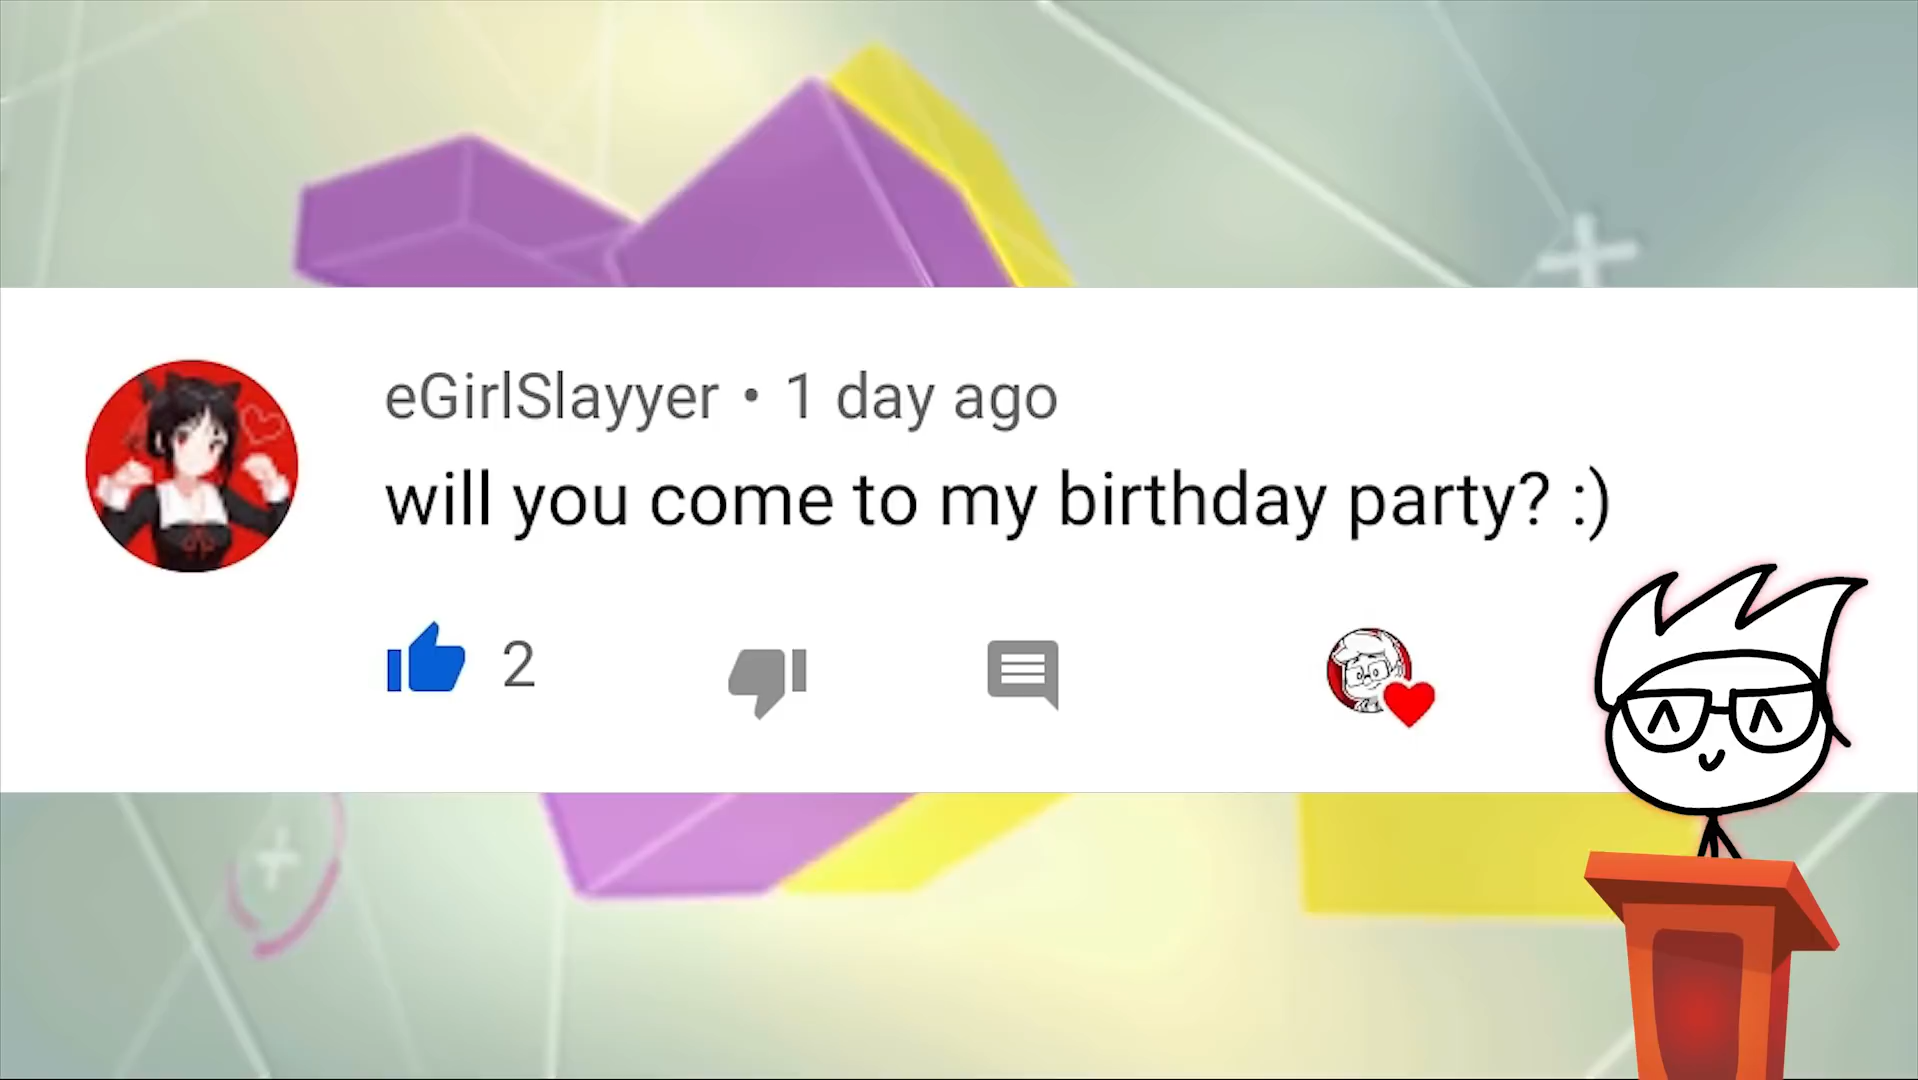 eGirlSlayyer • 1 day ago
will you come to my birthday party? :)
2